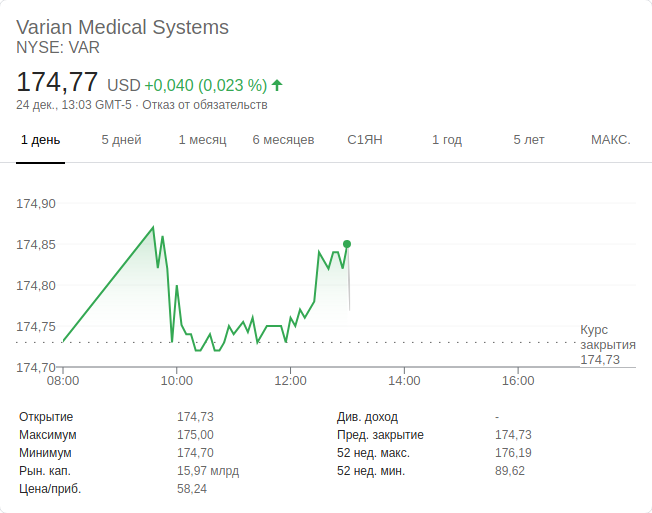 Varian Medical Systems
NYSE: VAR
174,77 USD +0,040 (0,023 %)
24 дек., 13:03 GMT-5 · Отказ от обязательств
1 день 5 дней 1 месяц 6 месяцев С1ЯН 1 год 5 лет МАКС.
174,90
174,85
174,80
174,75
Курс
закрытия
174,73
174,70
08:00 10:00 12:00 14:00 16:00
Открытие 174,73 Див. доход -
Максимум 175,00 Пред. закрытие 174,73
Минимум 174,70 52 нед. макс. 176,19
Рын. кап. 15,97 млрд 52 нед. мин. 89,62
Цена/приб. 58,24